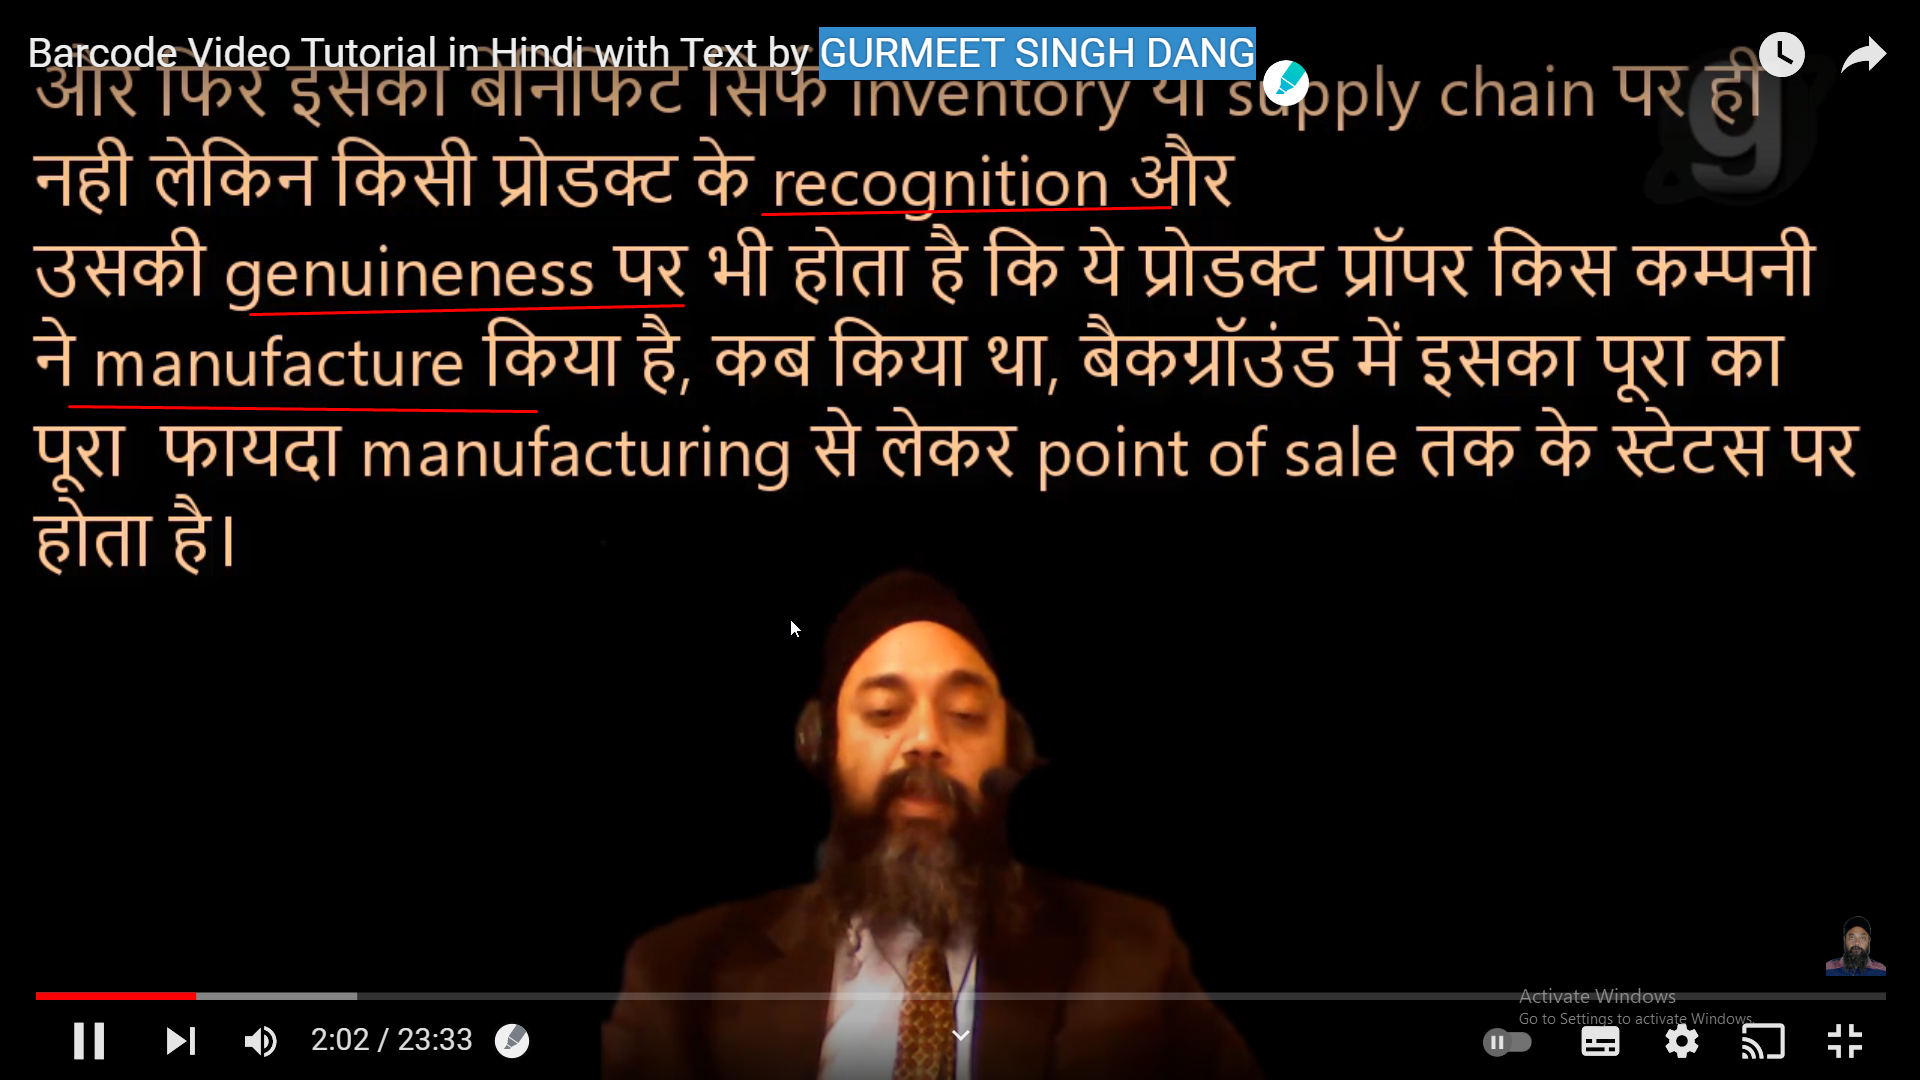 Barcode Video Tutorial in Hindi with Text by GURMEET SINGH DANG
और फिर इसका बेनिफिट सिर्फ inventory या supply chain पर ही
नही लेकिन किसी प्रोडक्ट के recognition और
उसकी genuineness पर भी होता है कि ये प्रोडक्ट प्रॉपर किस कम्पनी
ने manufacture किया है, कब किया था, बैकग्रॉउंड में इसका पूरा का
पूरा फायदा manufacturing से लेकर point of sale तक के स्टेटस पर
होता है।
g
Activate Windows
Go to Settings to activate Windows.
2:02 / 23:33